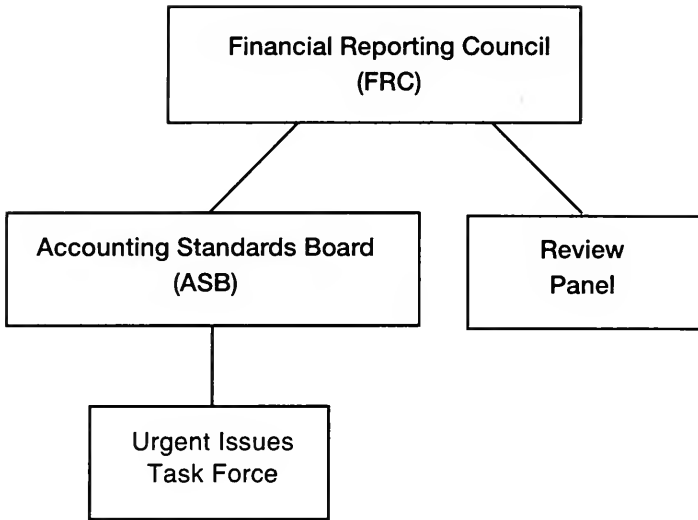 Financial Reporting Council
(FRC)
Accounting Standards Board
(ASB)
Review
Panel
Urgent Issues
Task Force